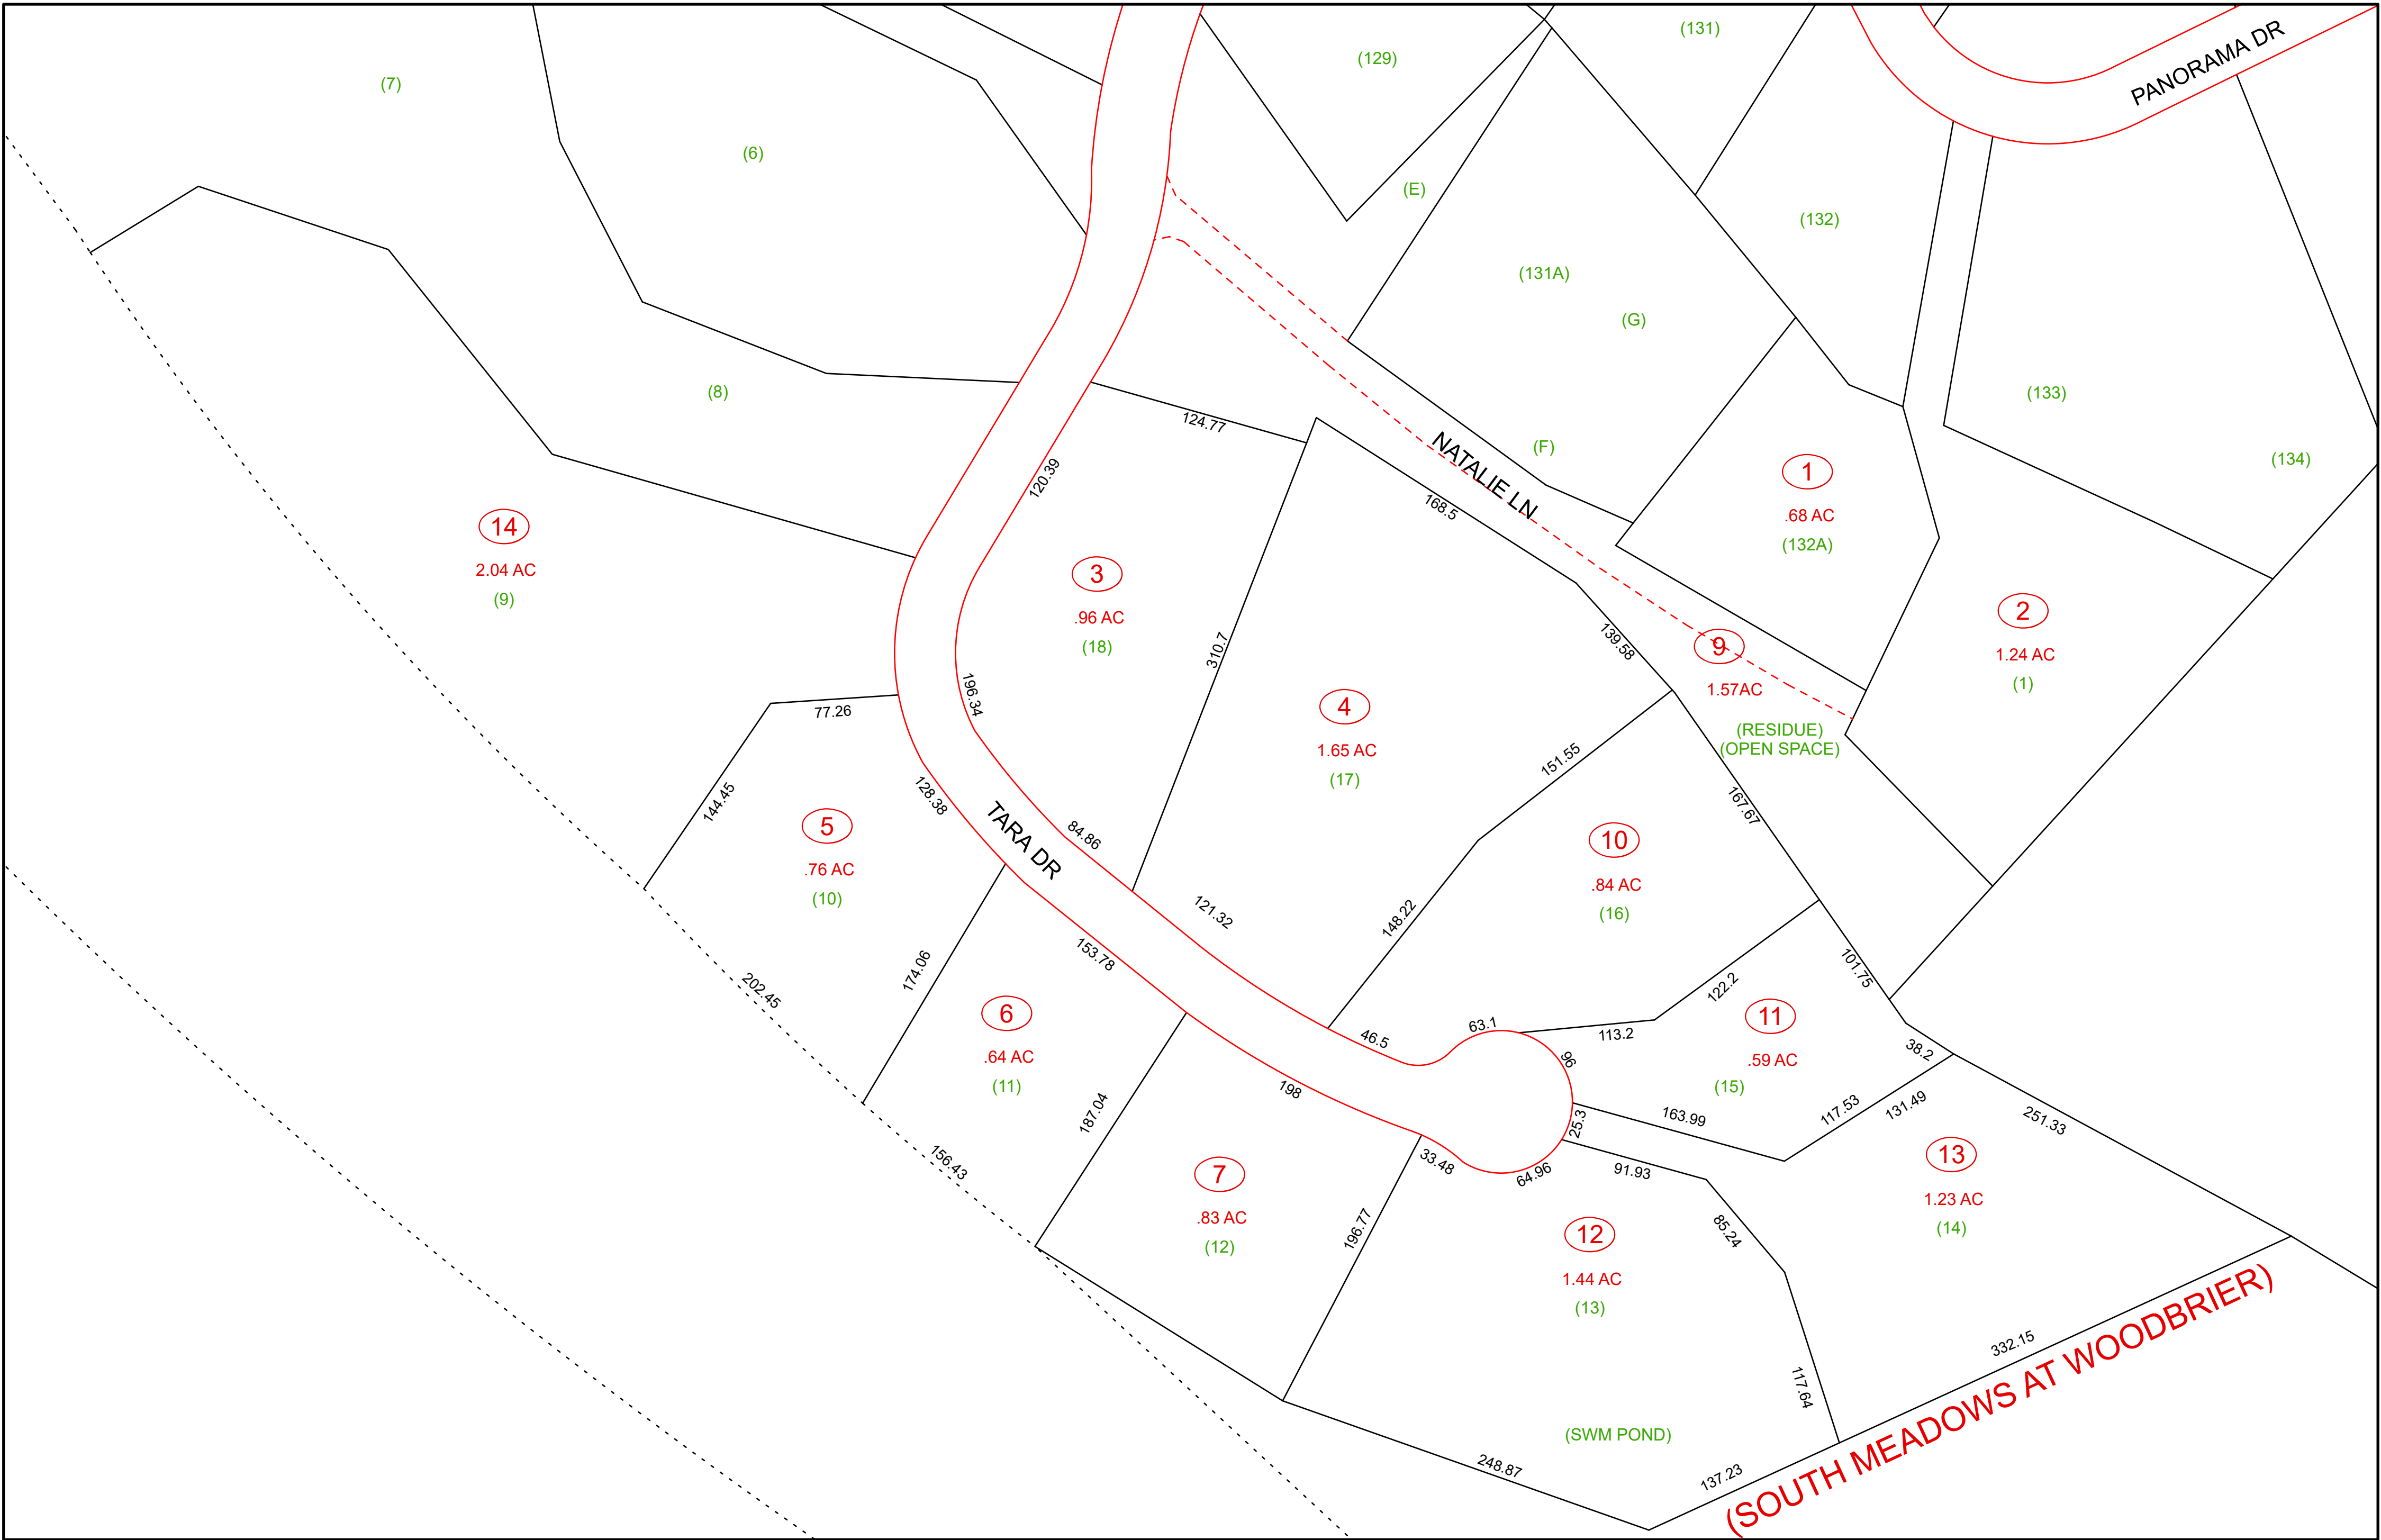 (7)
(6)
(129)
(131)
PANORAMA DR
(E)
(132)
(131A)
(G)
(8)
(133)
124.77
NATALIE LN
(F)
(134)
120.39
168.5
1
.68 AC
(132A)
14
2.04 AC
(9)
3
.96 AC
(18)
310.7
139.58
9
1.57AC
(RESIDUE)
(OPEN SPACE)
2
1.24 AC
(1)
196.34
77.26
4
1.65 AC
(17)
151.55
144.45
128.38
TARA DR
84.86
167.67
5
.76 AC
(10)
10
.84 AC
(16)
121.32
148.22
174.06
153.78
202.45
122.2
101.75
6
.64 AC
(11)
46.5
63.1
113.2
96
11
.59 AC
(15)
38.2
198
187.04
25.3
163.99
117.53
131.49
251.33
156.43
33.48
64.96
91.93
7
.83 AC
(12)
196.77
85.24
12
1.44 AC
(13)
13
1.23 AC
(14)
117.64
332.15
(SWM POND)
248.87
137.23
(SOUTH MEADOWS AT WOODBRIER)